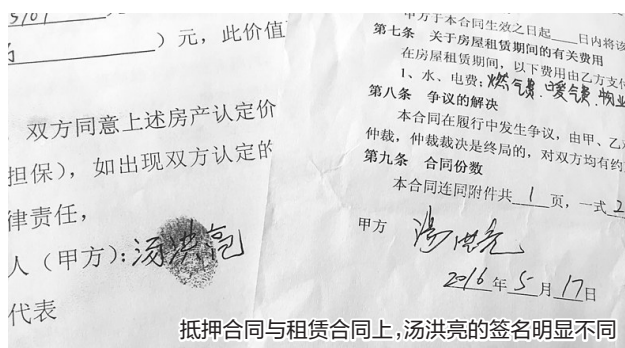 ）元，此价值
双方同意上述房产认定价
担保），如出现双方认定的
律责任，
人（甲方）：汤洪亮
代表
甲方于本合同生效之日起____日内将该
第七条 关于房屋租赁期间的有关费用
在房屋租赁期间，以下费用由乙方支付
1、水、电费；燃气费．暖气费．物业
第八条 争议的解决
本合同在履行中发生争议，由甲、乙
仲裁，仲裁裁决是终局的，对双方均有约
第九条 合同份数
本合同连同附件共 1 页，一式 2
甲方 汤洪亮
2016 年 5 月 17 日
抵押合同与租赁合同上，汤洪亮的签名明显不同